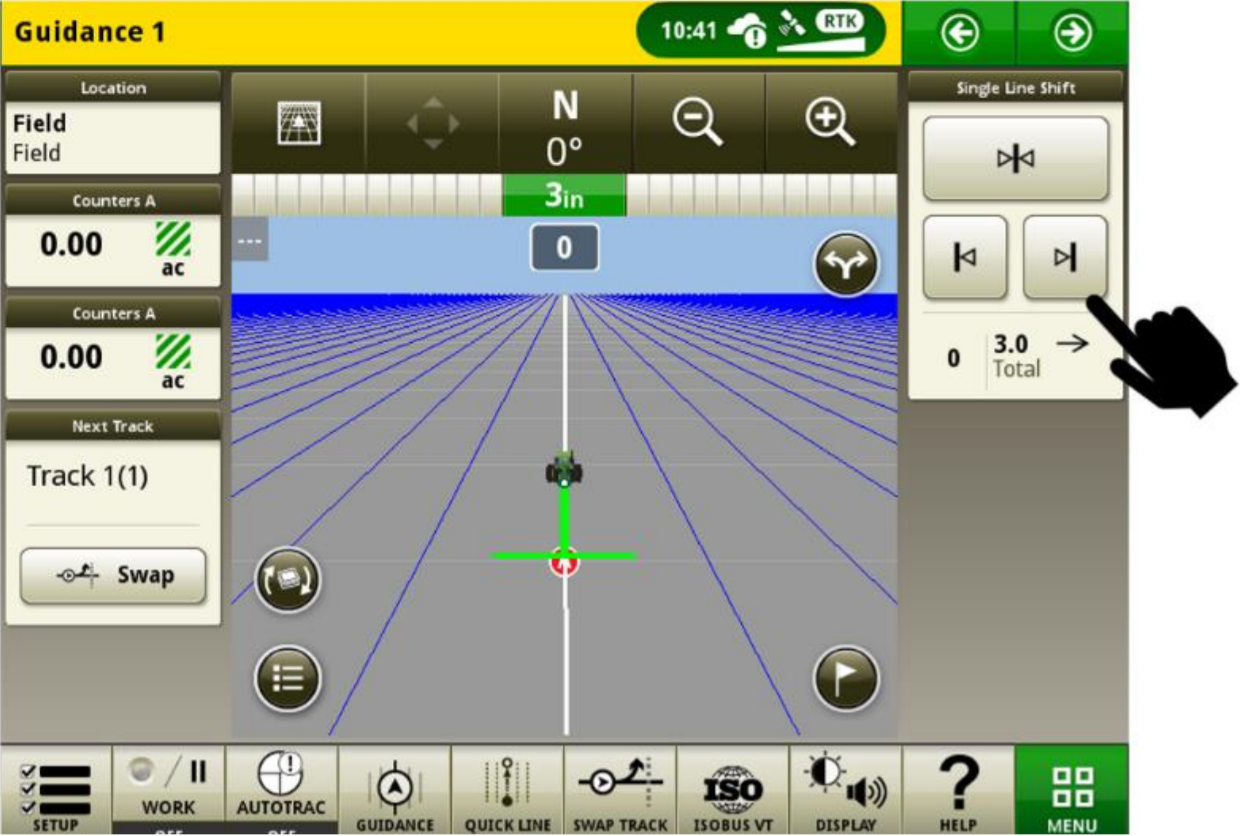 Guidance 1
10:41
RTK
Location
Field
Field
Counters A
0.00
ac
Counters A
0.00
ac
Next Track
Track 1(1)
Swap
N
0°
3in
---
0
Single Line Shift
0
3.0
Total
SETUP
WORK
OFF
AUTOTRAC
OFF
GUIDANCE
QUICK LINE
SWAP TRACK
ISO
ISOBUS VT
DISPLAY
?
HELP
MENU